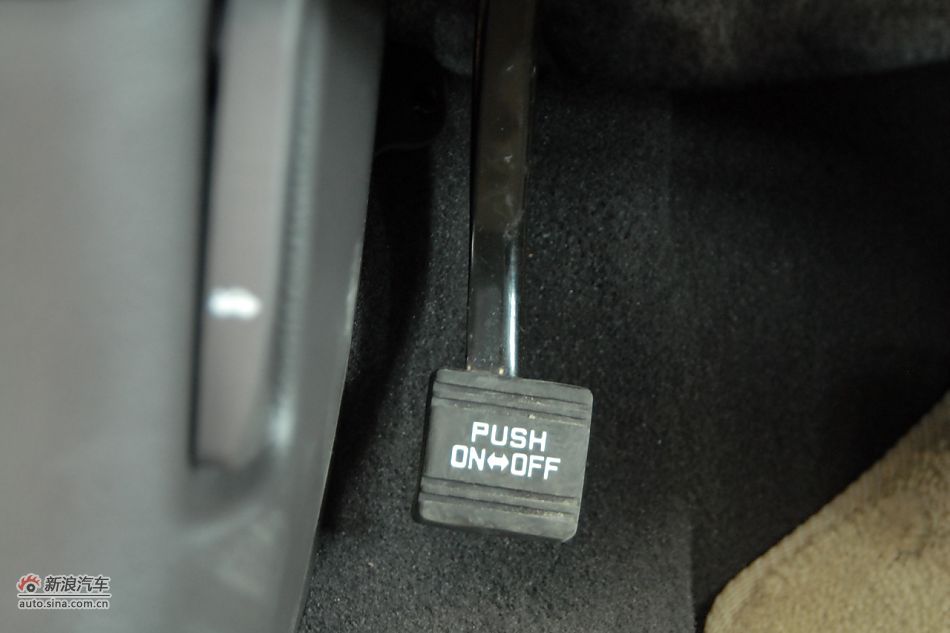 PUSH
ON↔OFF
新浪汽车
auto.sina.com.cn